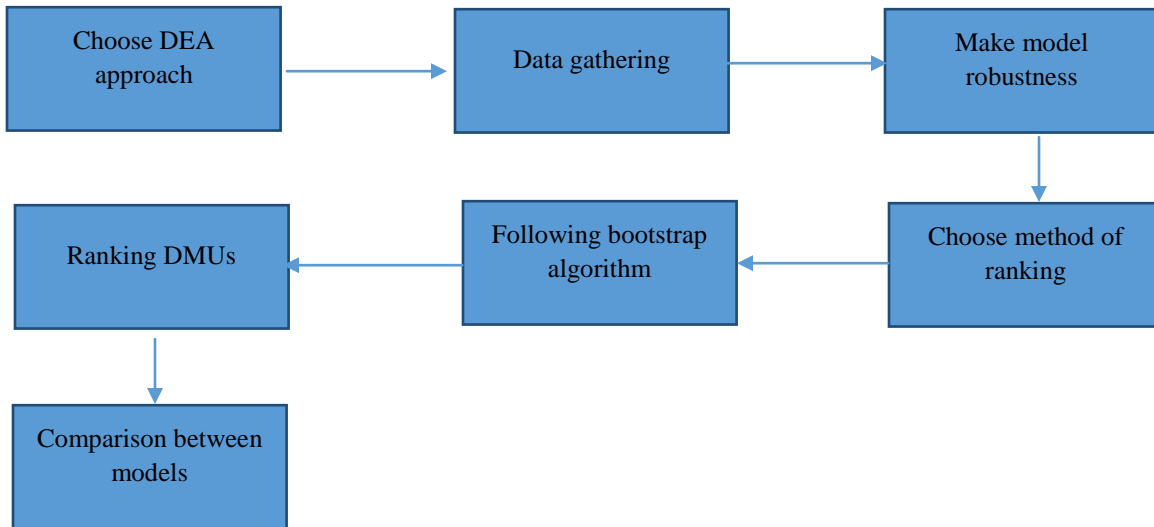 Choose DEA
approach
Data gathering
Make model
robustness
Choose method of
ranking
Following bootstrap
algorithm
Ranking DMUs
Comparison between
models